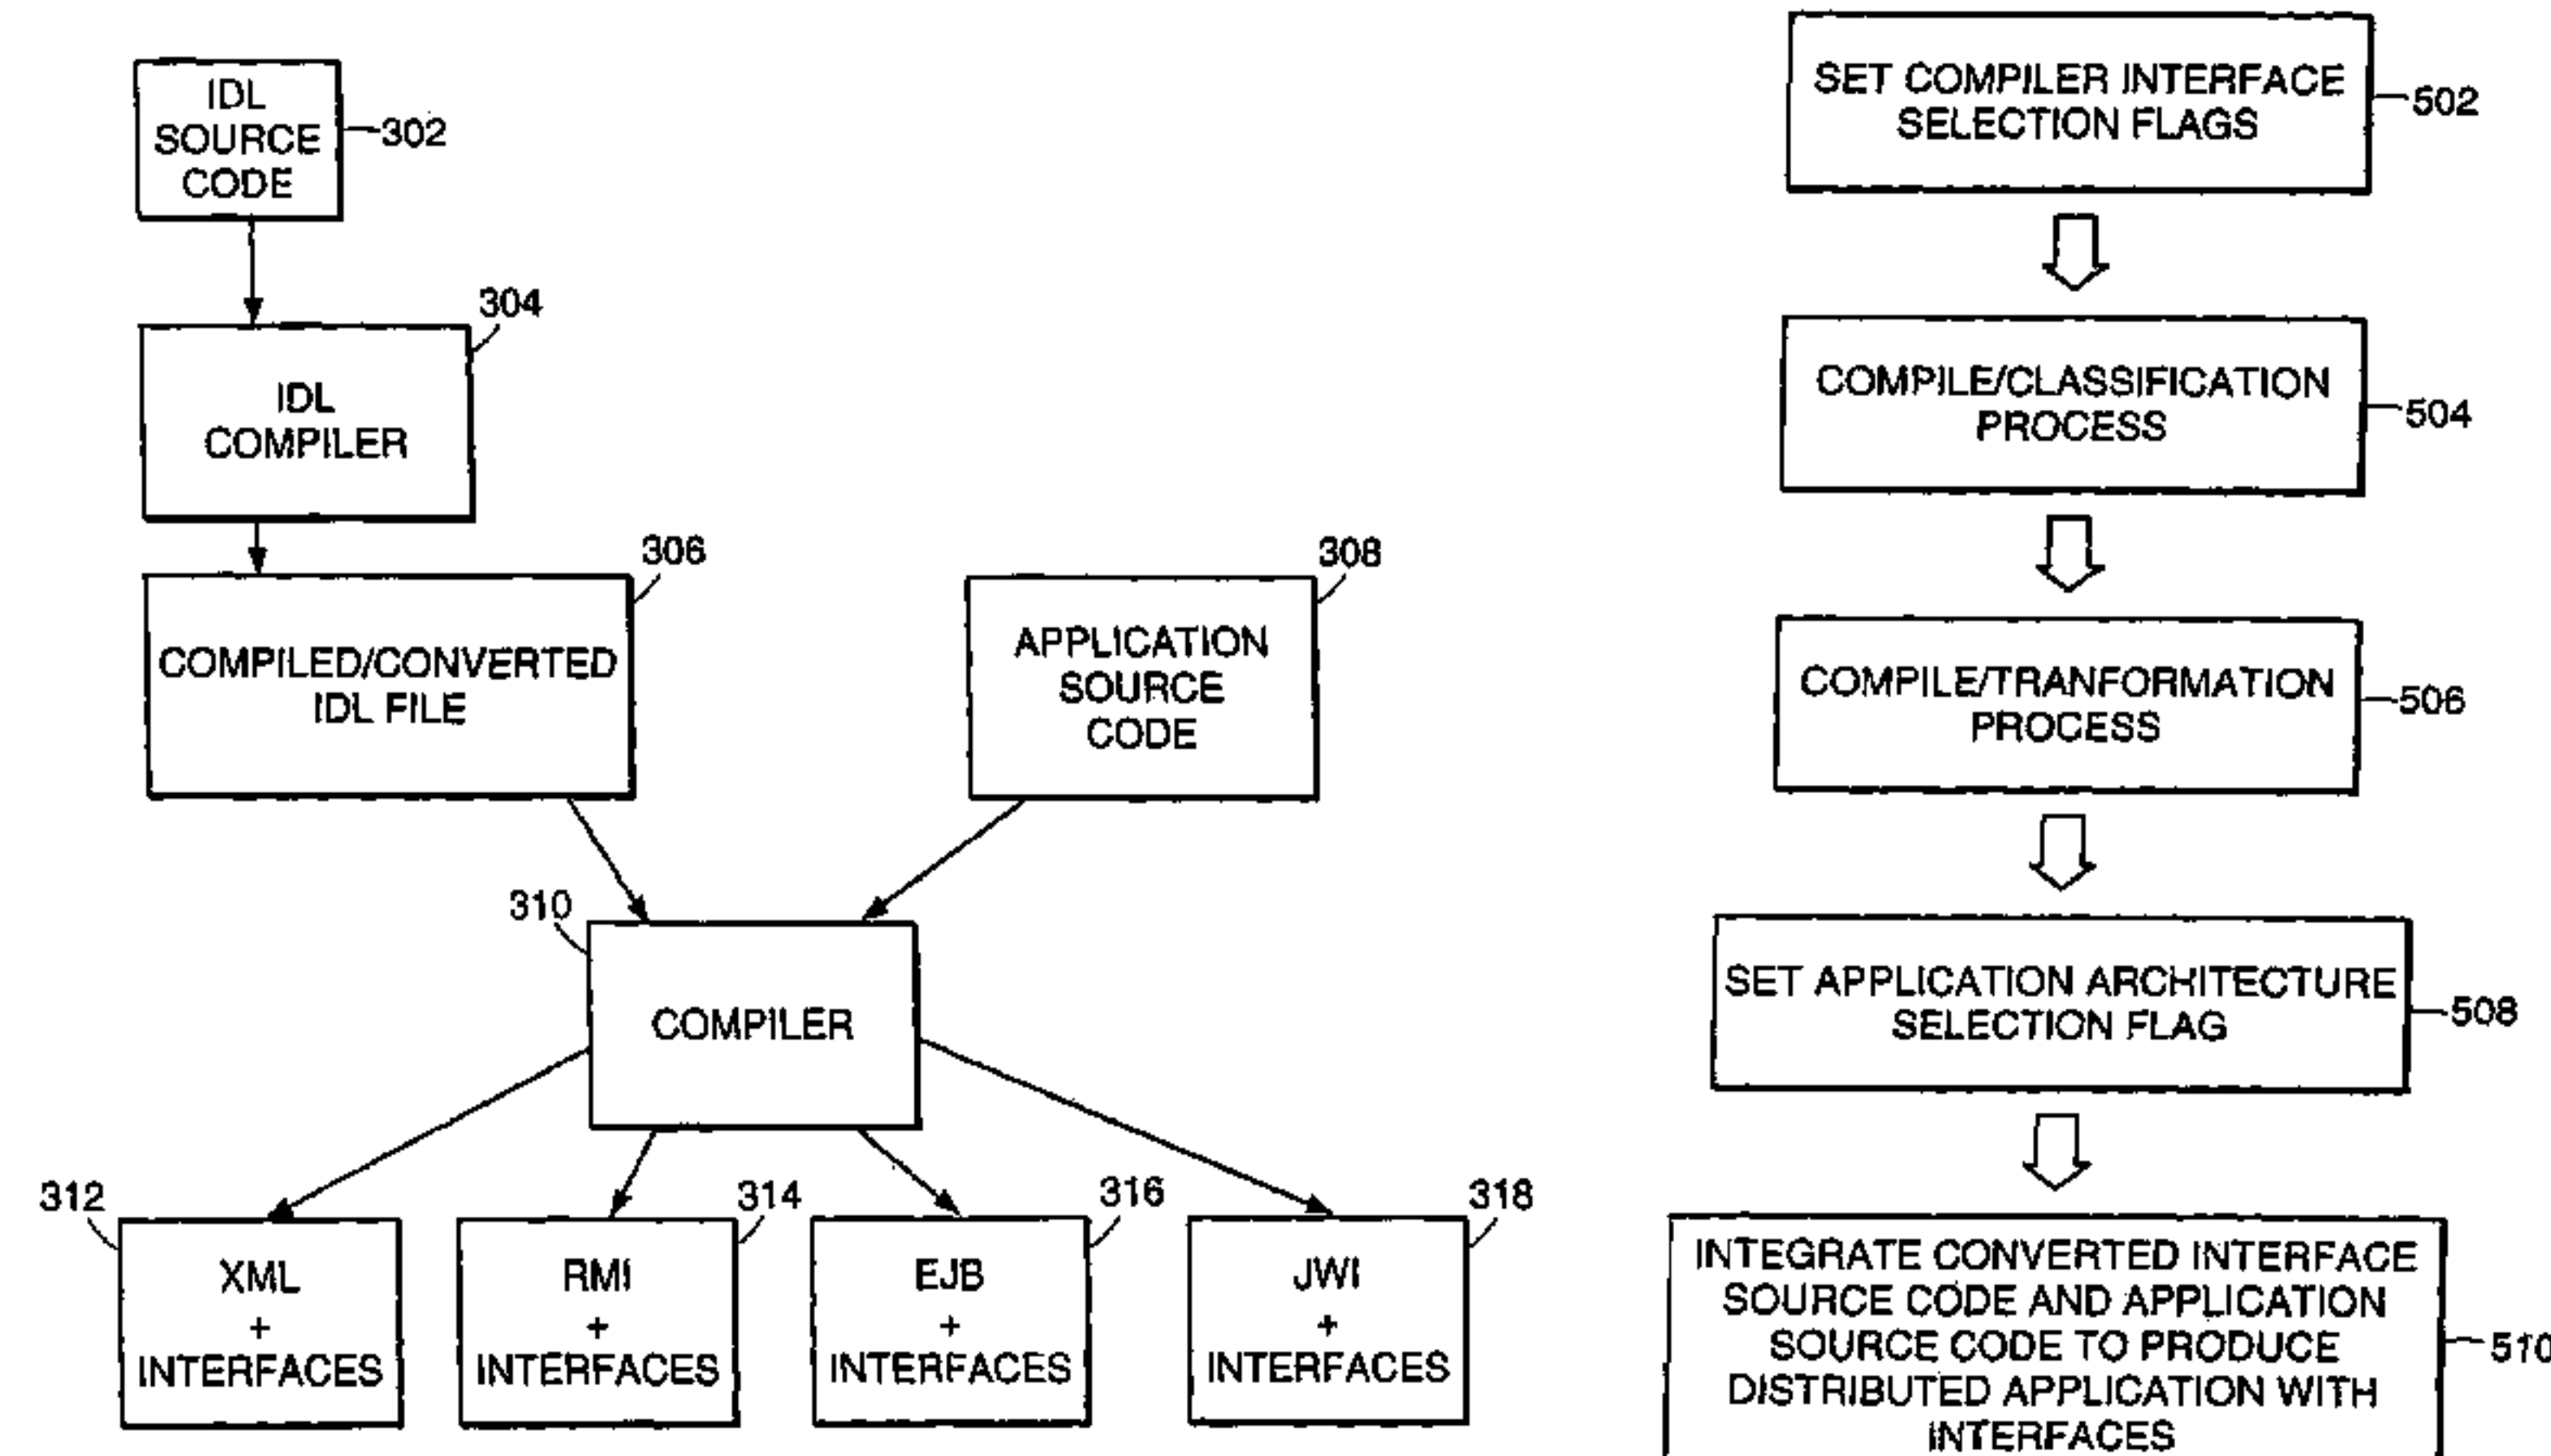 IDL
SOURCE
CODE
302
304
IDL
COMPILER
306
COMPILED/CONVERTED
IDL FILE
308
APPLICATION
SOURCE
CODE
310
COMPILER
312
XML
+
INTERFACES
314
RMI
+
INTERFACES
316
EJB
+
INTERFACES
318
JWI
+
INTERFACES
SET COMPILER INTERFACE
SELECTION FLAGS
502
COMPILE/CLASSIFICATION
PROCESS
504
COMPILE/TRANFORMATION
PROCESS
506
SET APPLICATION ARCHITECTURE
SELECTION FLAG
508
INTEGRATE CONVERTED INTERFACE
SOURCE CODE AND APPLICATION
SOURCE CODE TO PRODUCE
DISTRIBUTED APPLICATION WITH
INTERFACES
510